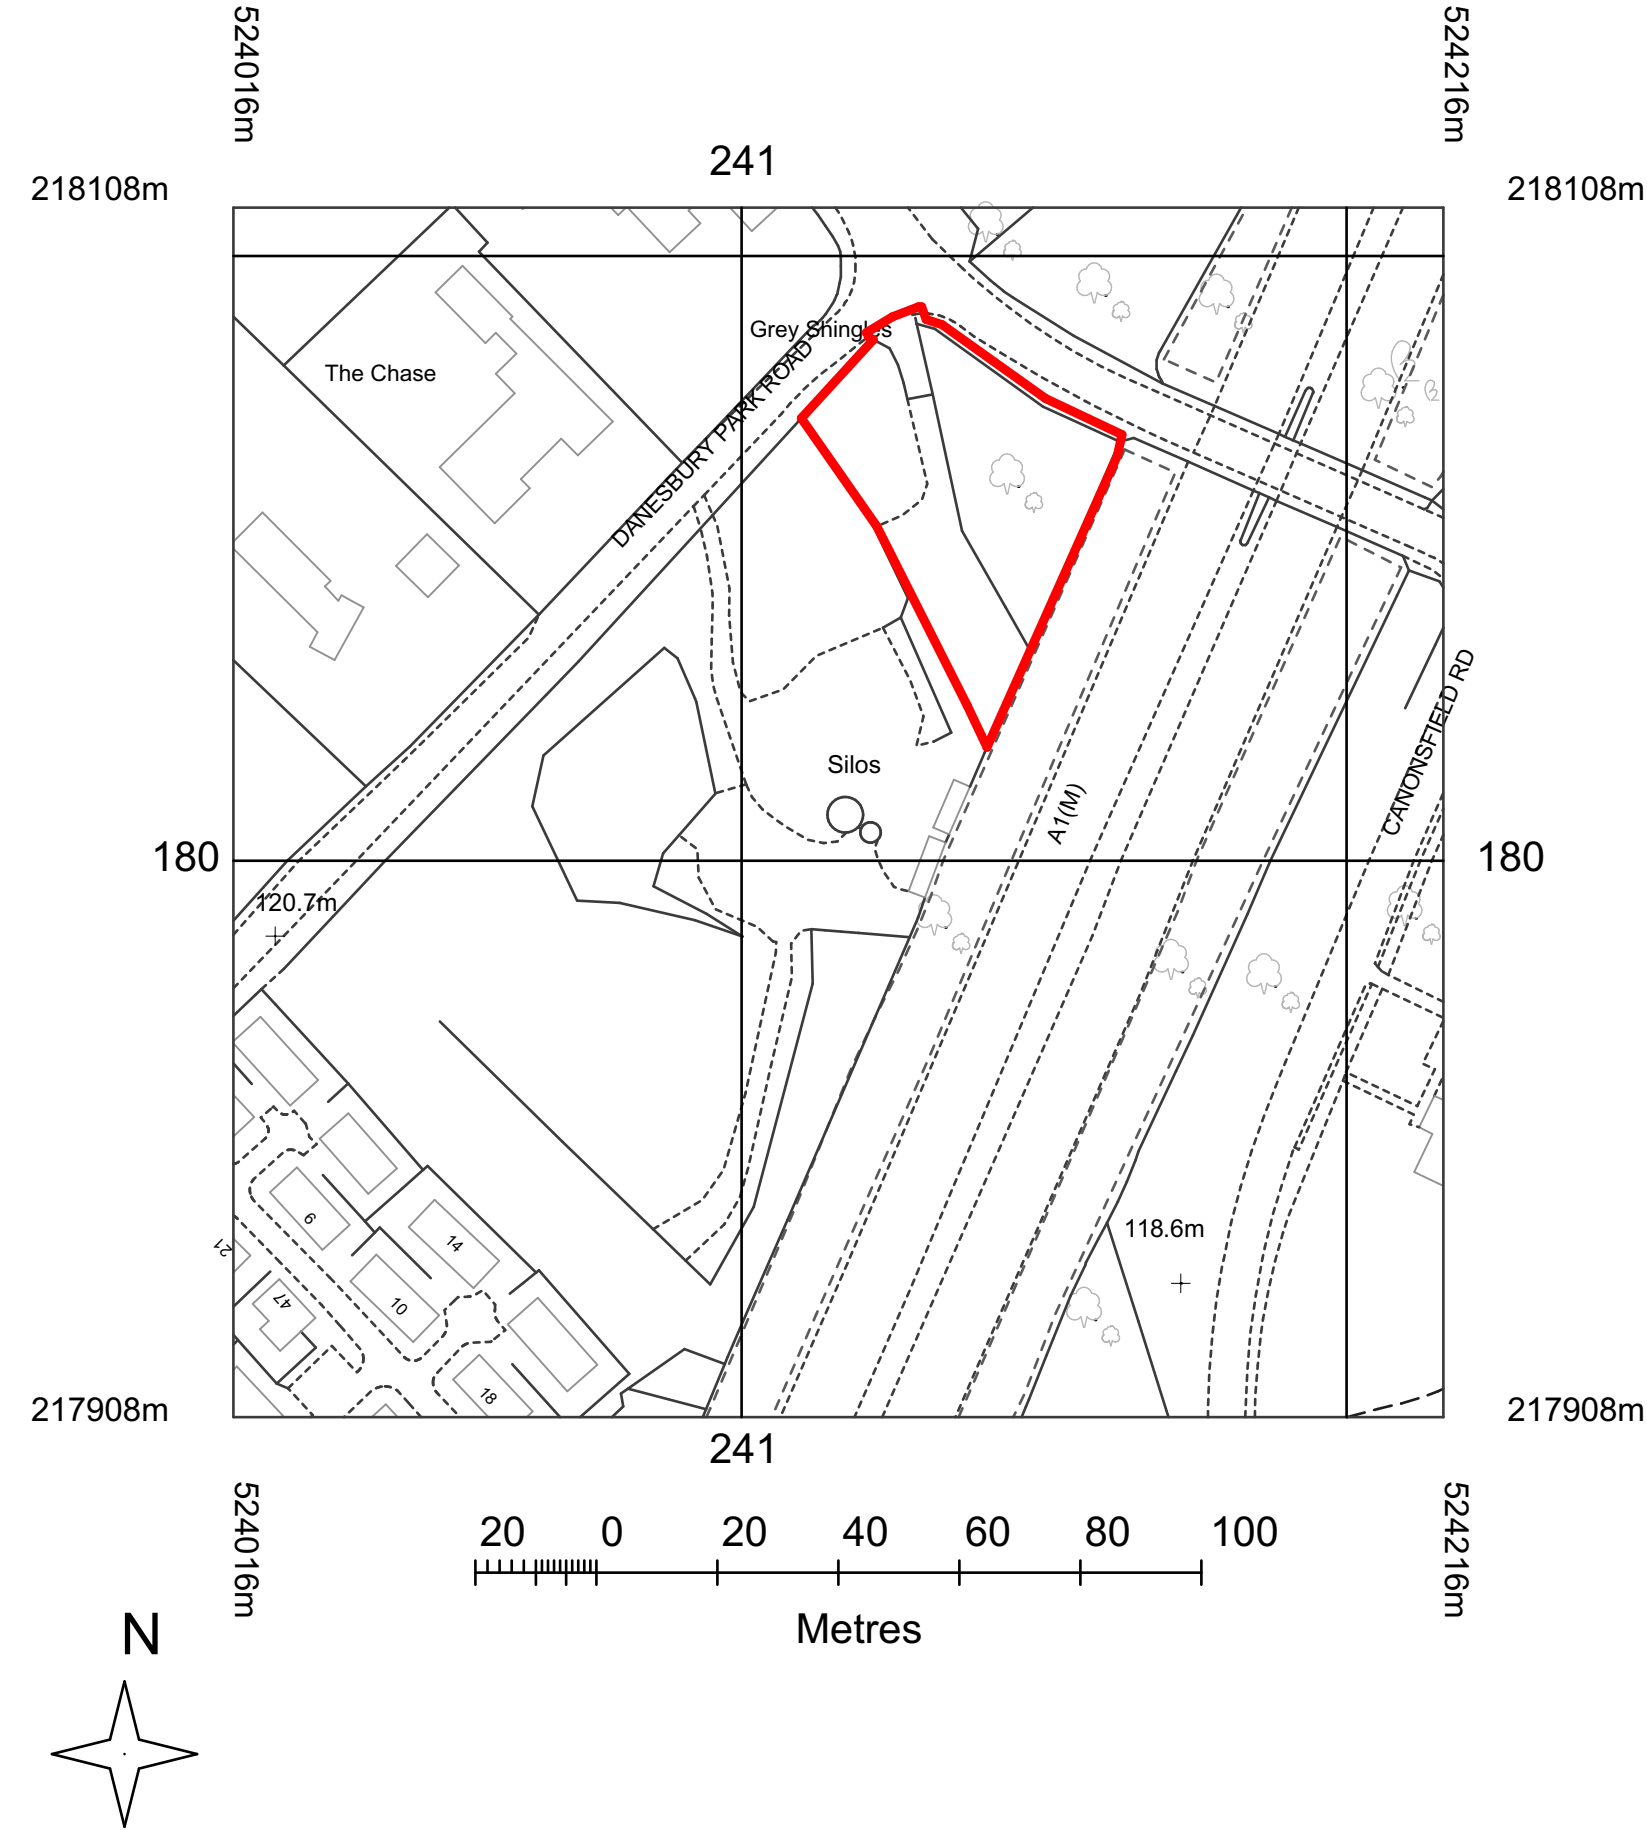 524016m
524216m
241
218108m
218108m
Grey Shingles
The Chase
DANESBURY PARK ROAD
CANONSFIELD RD
Silos
A1(M)
180
180
120.7m
6
14
21
118.6m
47
10
18
217908m
217908m
241
524016m
524216m
20 0 20 40 60 80 100
Metres
N